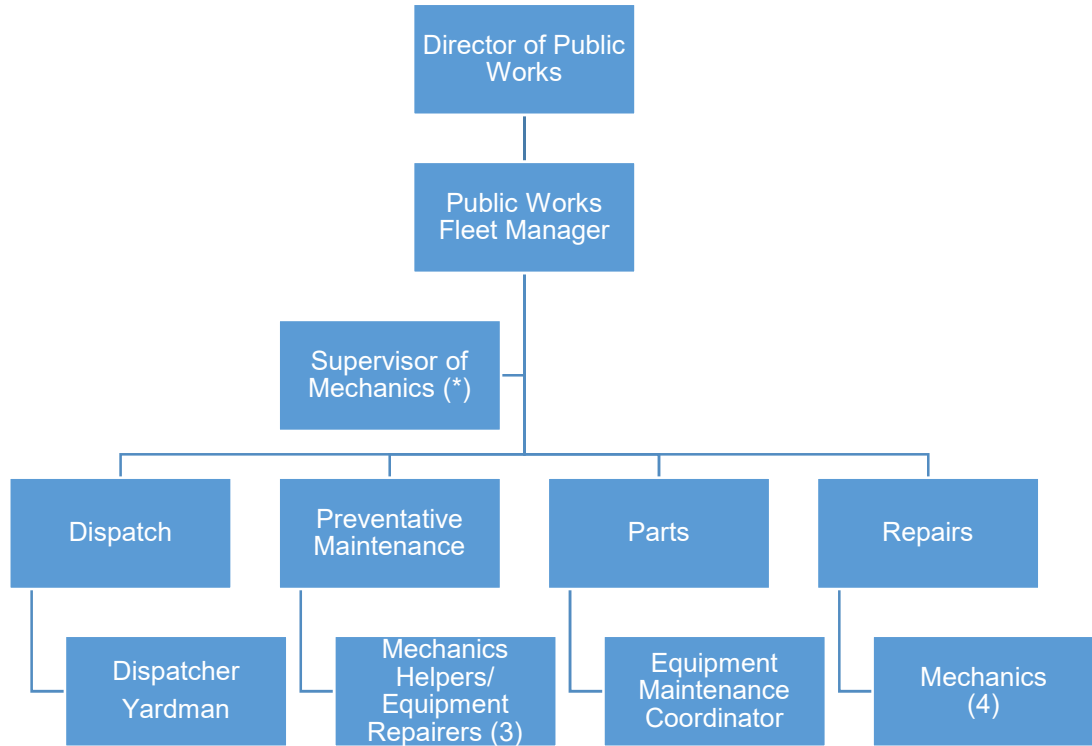 Director of Public
Works
Public Works
Fleet Manager
Supervisor of
Mechanics (*)
Dispatch
Preventative
Maintenance
Parts
Repairs
Dispatcher
Yardman
Mechanics
Helpers/
Equipment
Repairers (3)
Equipment
Maintenance
Coordinator
Mechanics
(4)